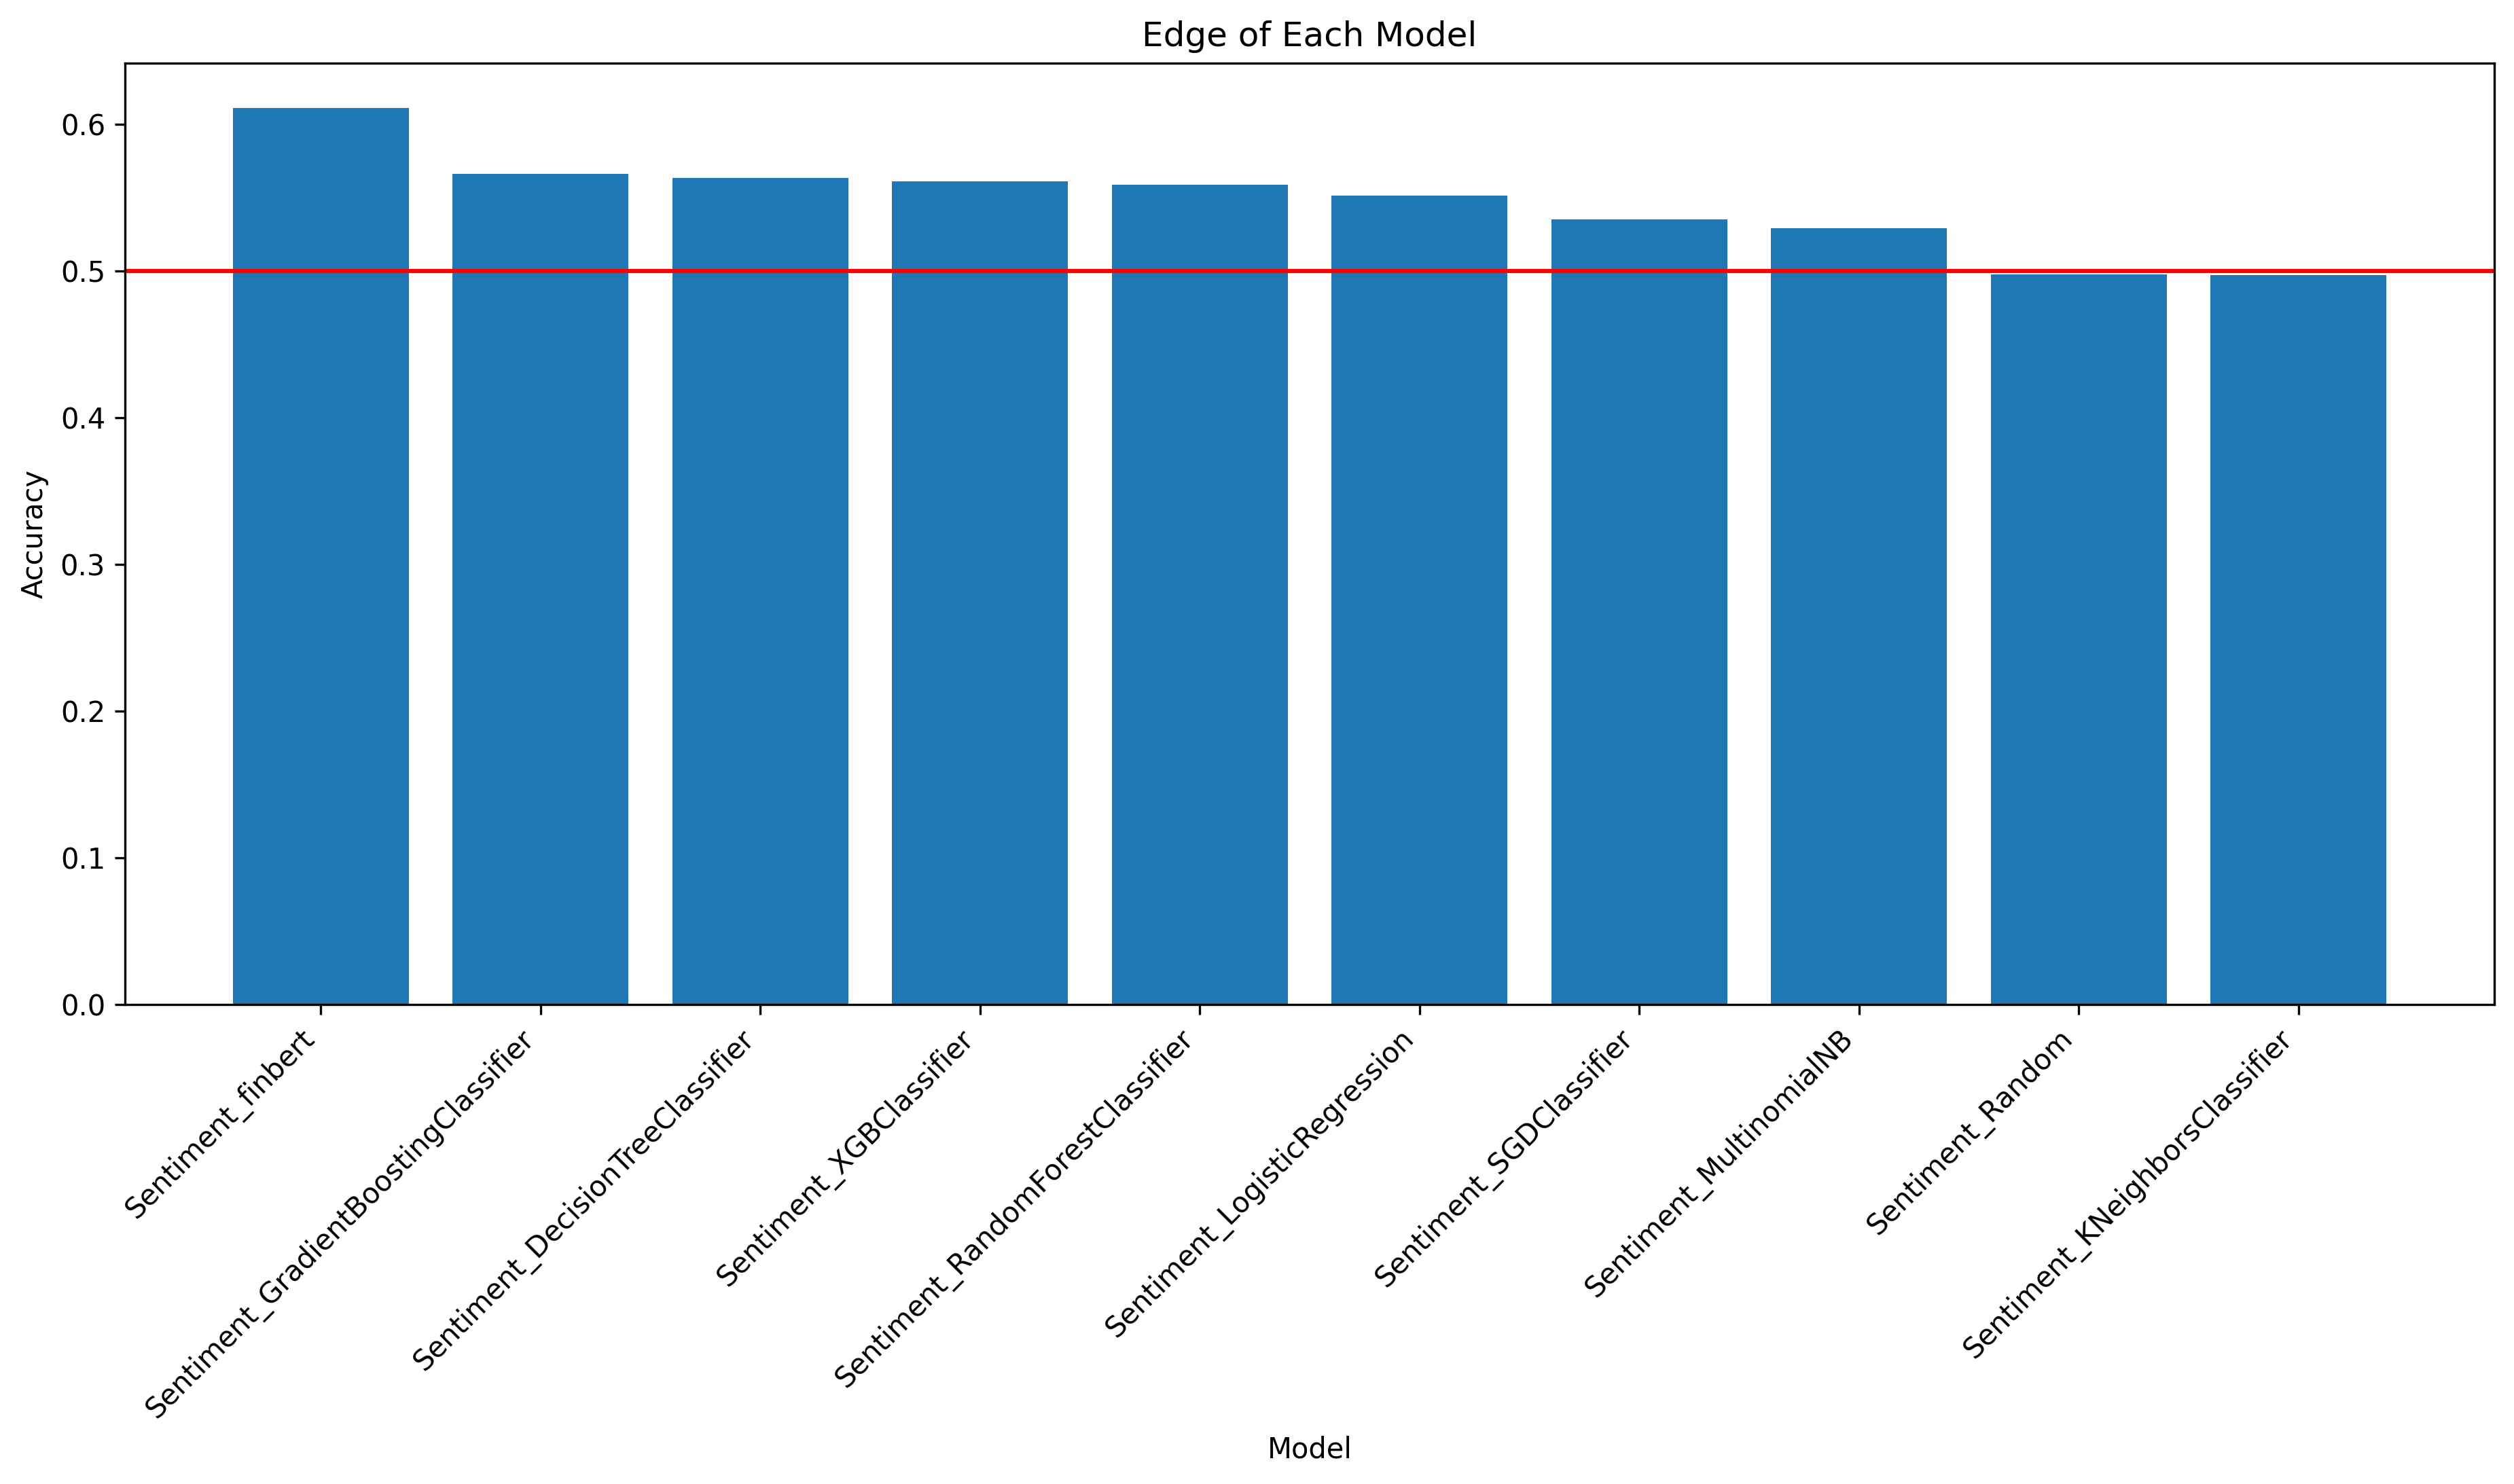 Edge of Each Model
Accuracy
0.6
0.5
0.4
0.3
0.2
0.1
0.0
Sentiment_finbert
Sentiment_GradientBoostingClassifier
Sentiment_DecisionTreeClassifier
Sentiment_XGBClassifier
Sentiment_RandomForestClassifier
Sentiment_LogisticRegression
Sentiment_SGDClassifier
Sentiment_MultinomialNB
Sentiment_Random
Sentiment_KNeighborsClassifier
Model